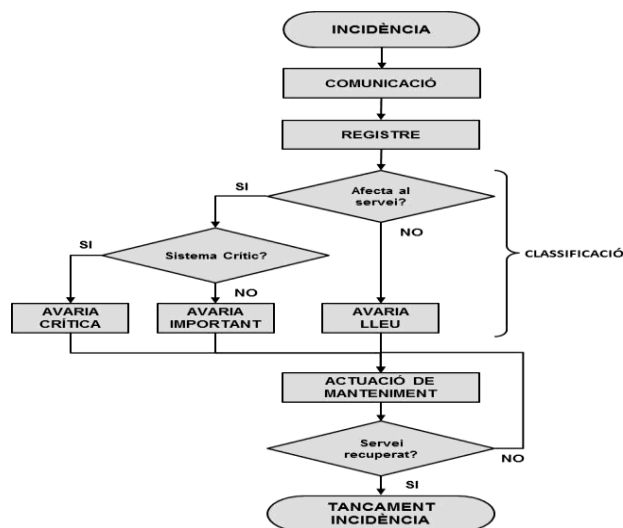 INCIDÈNCIA
COMUNICACIÓ
REGISTRE
Afecta al
servei?
SI
NO
Sistema Crític?
SI
NO
CLASSIFICACIÓ
AVARIA
CRÍTICA
AVARIA
IMPORTANT
AVARIA
LLEU
ACTUACIÓ DE
MANTENIMENT
Servei
recuperat?
NO
SI
TANCAMENT
INCIDÈNCIA